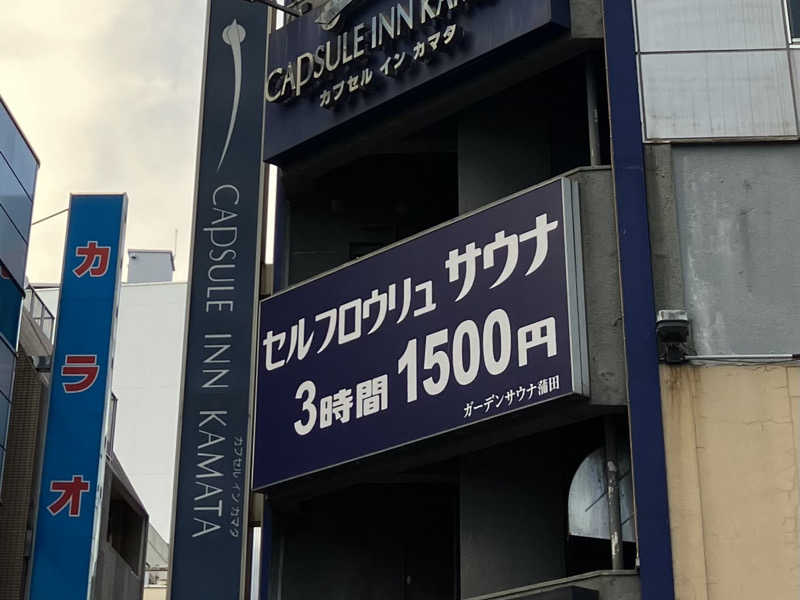 CAPSULE INN KA
カプセル イン カマタ
CAPSULE INN KAMATA
カプセル イン カマタ
セルフロウリュ サウナ
3時間 1500円
ガーデンサウナ蒲田
カラオ